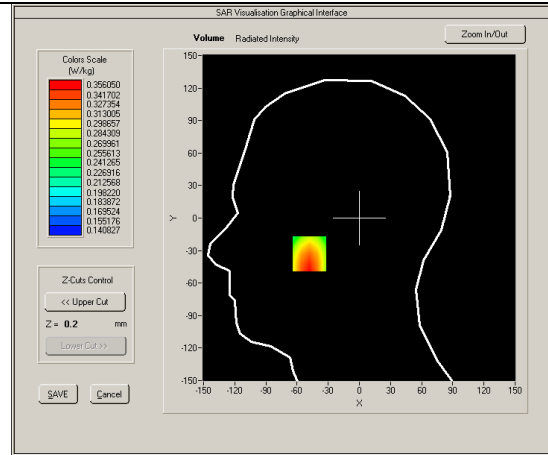 SAR Visualisation Graphical Interface
Volume Radiated Intensity
Zoom In/Out
Colors Scale
(W/kg)
0.356050
0.341702
0.327354
0.313005
0.298657
0.284309
0.269961
0.255613
0.241265
0.226916
0.212568
0.198220
0.183872
0.169524
0.155176
0.140827
Z-Cuts Control
<< Upper Cut
Z = 0.2 mm
Lower Cut >>
SAVE Cancel
150
120
90
60
30
0
-30
-60
-90
-120
-150
Y
-150 -120 -90 -60 -30 0 30 60 90 120 150
X